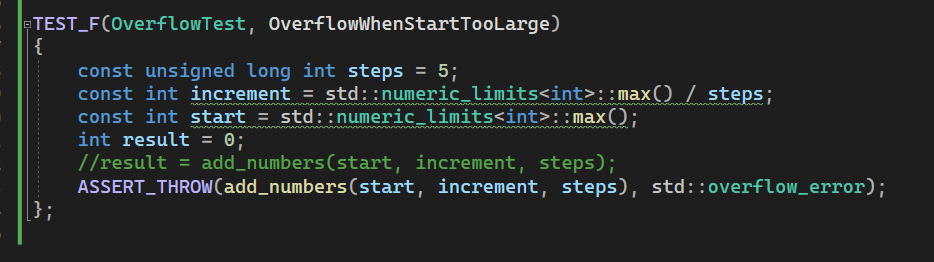 TEST_F(OverflowTest, OverflowWhenStartTooLarge)
{
    const unsigned long int steps = 5;
    const int increment = std::numeric_limits<int>::max() / steps;
    const int start = std::numeric_limits<int>::max();
    int result = 0;
    //result = add_numbers(start, increment, steps);
    ASSERT_THROW(add_numbers(start, increment, steps), std::overflow_error);
};